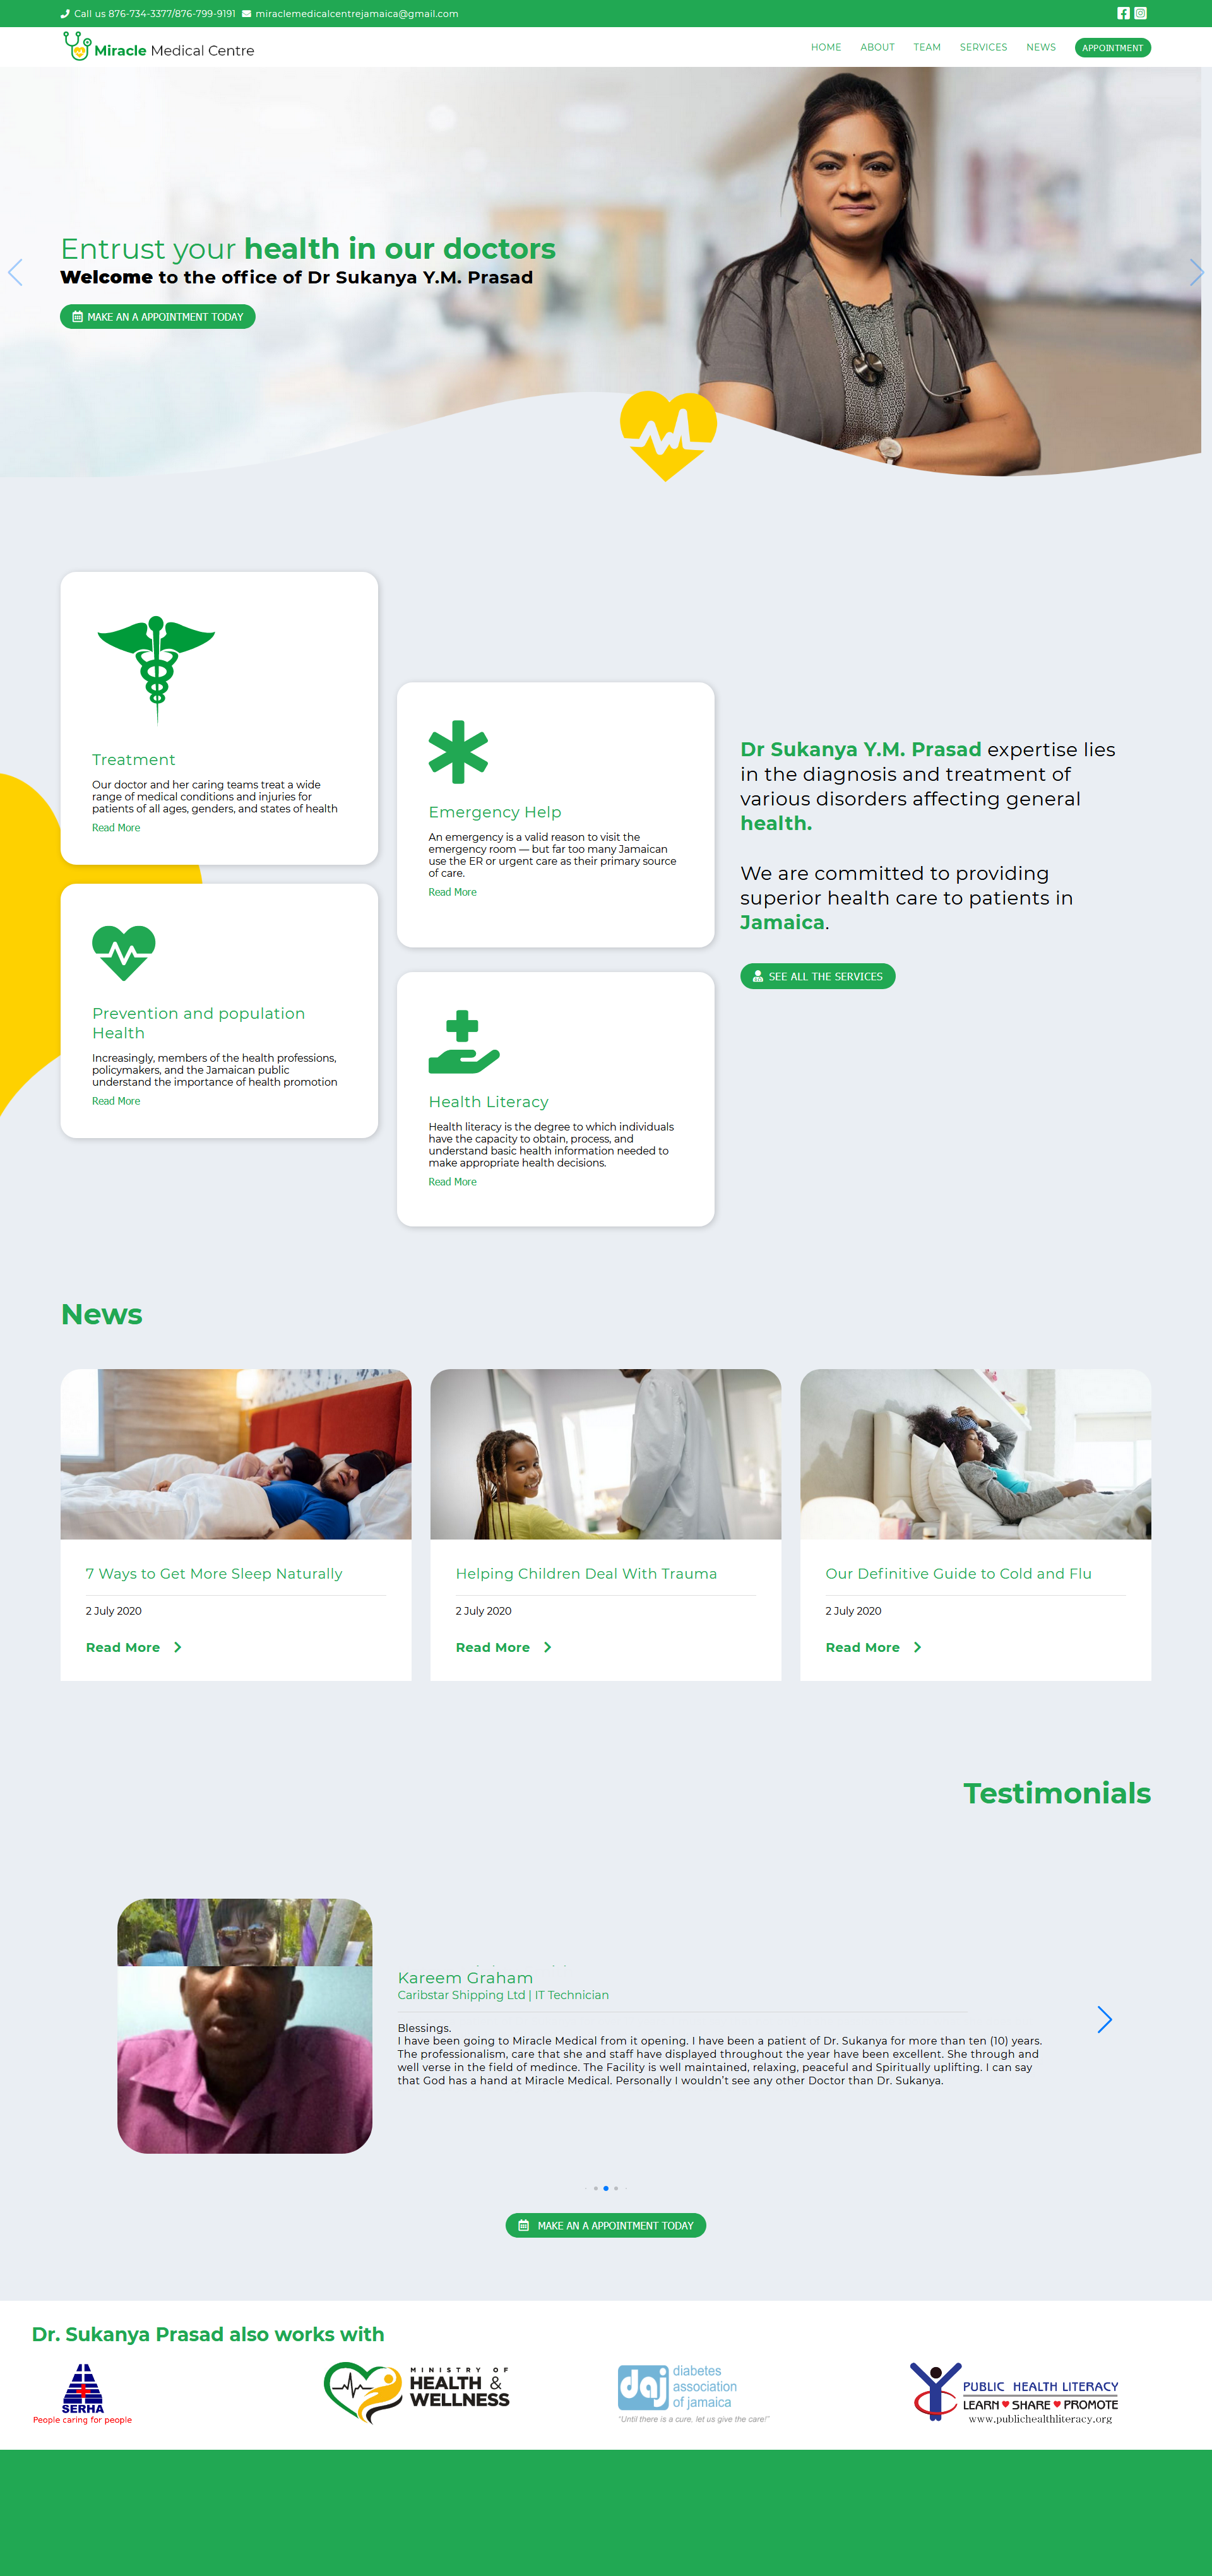 Call us 876-734-3377/876-799-9191 miraclemedicalcentrejamaica@gmail.com
Miracle Medical Centre
HOME ABOUT TEAM SERVICES NEWS APPOINTMENT
Entrust your health in our doctors
Welcome to the office of Dr Sukanya Y.M. Prasad
MAKE AN A APPOINTMENT TODAY
Treatment
Our doctor and her caring teams treat a wide
range of medical conditions and injuries for
patients of all ages, genders, and states of health
Read More
Prevention and population
Health
Increasingly, members of the health professions,
policymakers, and the Jamaican public
understand the importance of health promotion
Read More
Emergency Help
An emergency is a valid reason to visit the
emergency room — but far too many Jamaican
use the ER or urgent care as their primary source
of care.
Read More
Health Literacy
Health literacy is the degree to which individuals
have the capacity to obtain, process, and
understand basic health information needed to
make appropriate health decisions.
Read More
Dr Sukanya Y.M. Prasad expertise lies
in the diagnosis and treatment of
various disorders affecting general
health.
We are committed to providing
superior health care to patients in
Jamaica.
SEE ALL THE SERVICES
News
7 Ways to Get More Sleep Naturally
2 July 2020
Read More
Helping Children Deal With Trauma
2 July 2020
Read More
Our Definitive Guide to Cold and Flu
2 July 2020
Read More
Testimonials
Kareem Graham
Caribstar Shipping Ltd | IT Technician
Blessings.
I have been going to Miracle Medical from it opening. I have been a patient of Dr. Sukanya for more than ten (10) years.
The professionalism, care that she and staff have displayed throughout the year have been excellent. She through and
well verse in the field of medince. The Facility is well maintained, relaxing, peaceful and Spiritually uplifting. I can say
that God has a hand at Miracle Medical. Personally I wouldn't see any other Doctor than Dr. Sukanya.
MAKE AN A APPOINTMENT TODAY
Dr. Sukanya Prasad also works with
SERHA
People caring for people
MINISTRY OF
HEALTH &
WELLNESS
daj
diabetes
association
of jamaica
"Until there is a cure, let us give the care!"
PUBLIC HEALTH LITERACY
LEARN SHARE PROMOTE
www.publichealthliteracy.org